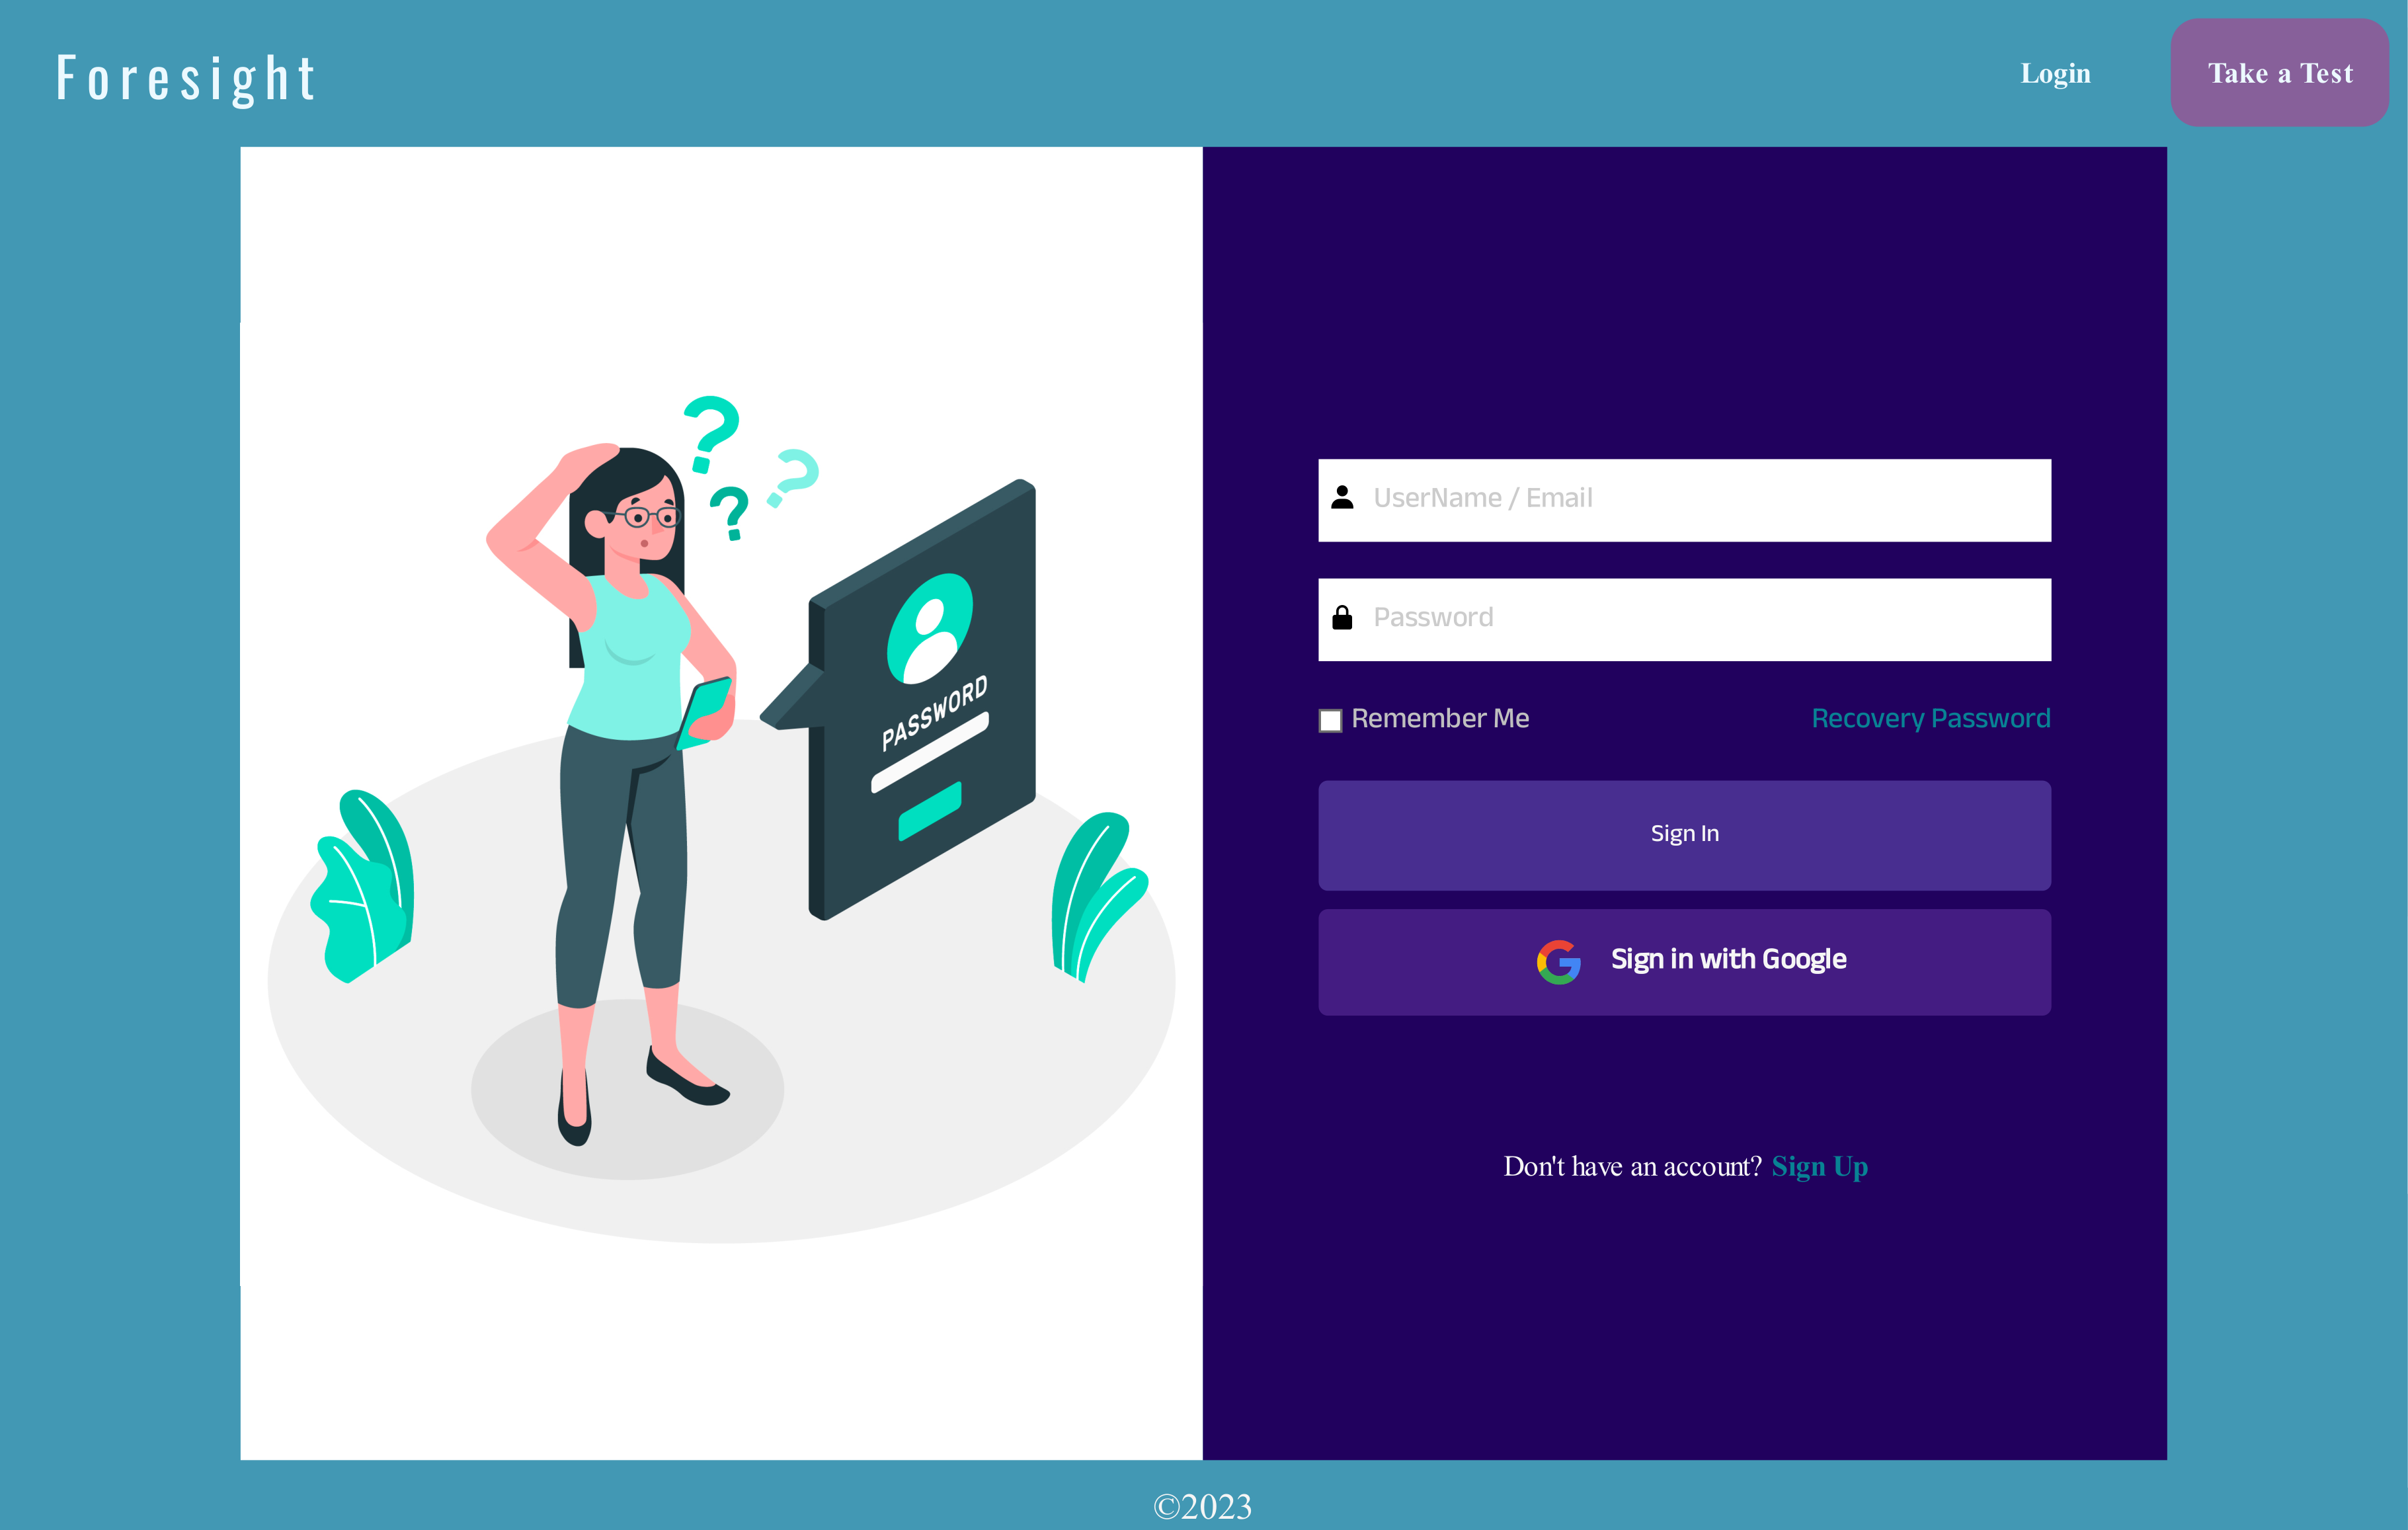 Foresight
Login
Take a Test
? ? ?
PASSWORD
UserName / Email
Password
Remember Me
Recovery Password
Sign In
Sign in with Google
Don't have an account? Sign Up
©2023